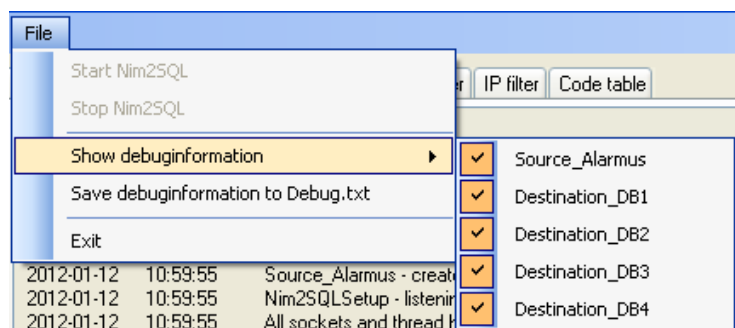 File
Start Nim2SQL
Stop Nim2SQL
IP filter Code table
Show debuginformation
Source_Alarmus
Save debuginformation to Debug.txt
Destination_DB1
Exit
Destination_DB2
Destination_DB3
Destination_DB4
2012-01-12 10:59:55 Source_Alarmus - create
2012-01-12 10:59:55 Nim2SQLSetup - listenin
2012-01-12 10:59:55 All sockets and thread